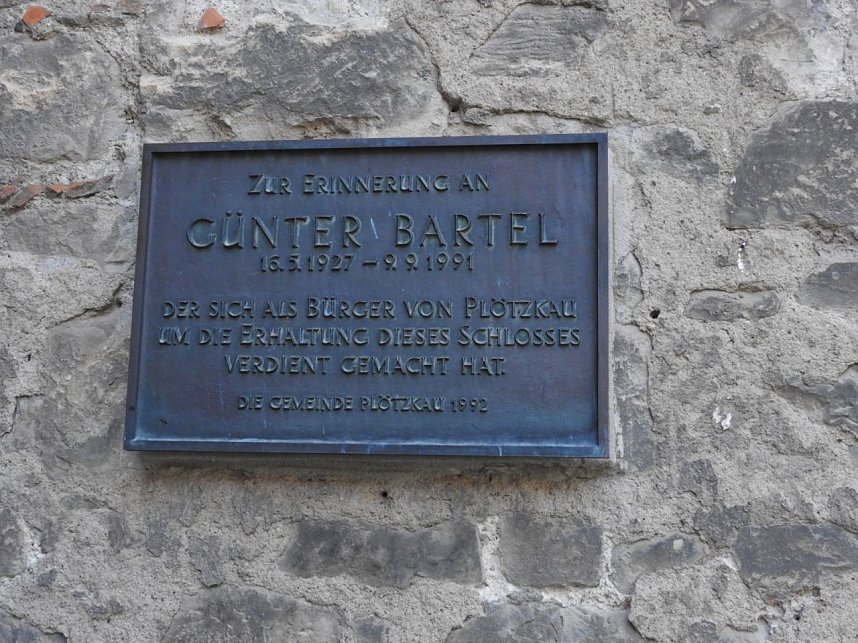 ZUR ERINNERUNG AN
GÜNTER BARTEL
16.5.1927 – 9.9.1991
DER SICH ALS BÜRGER VON PLÖTZKAU
UM DIE ERHALTUNG DIESES SCHLOSSES
VERDIENT GEMACHT HAT.
DIE GEMEINDE PLÖTZKAU 1992